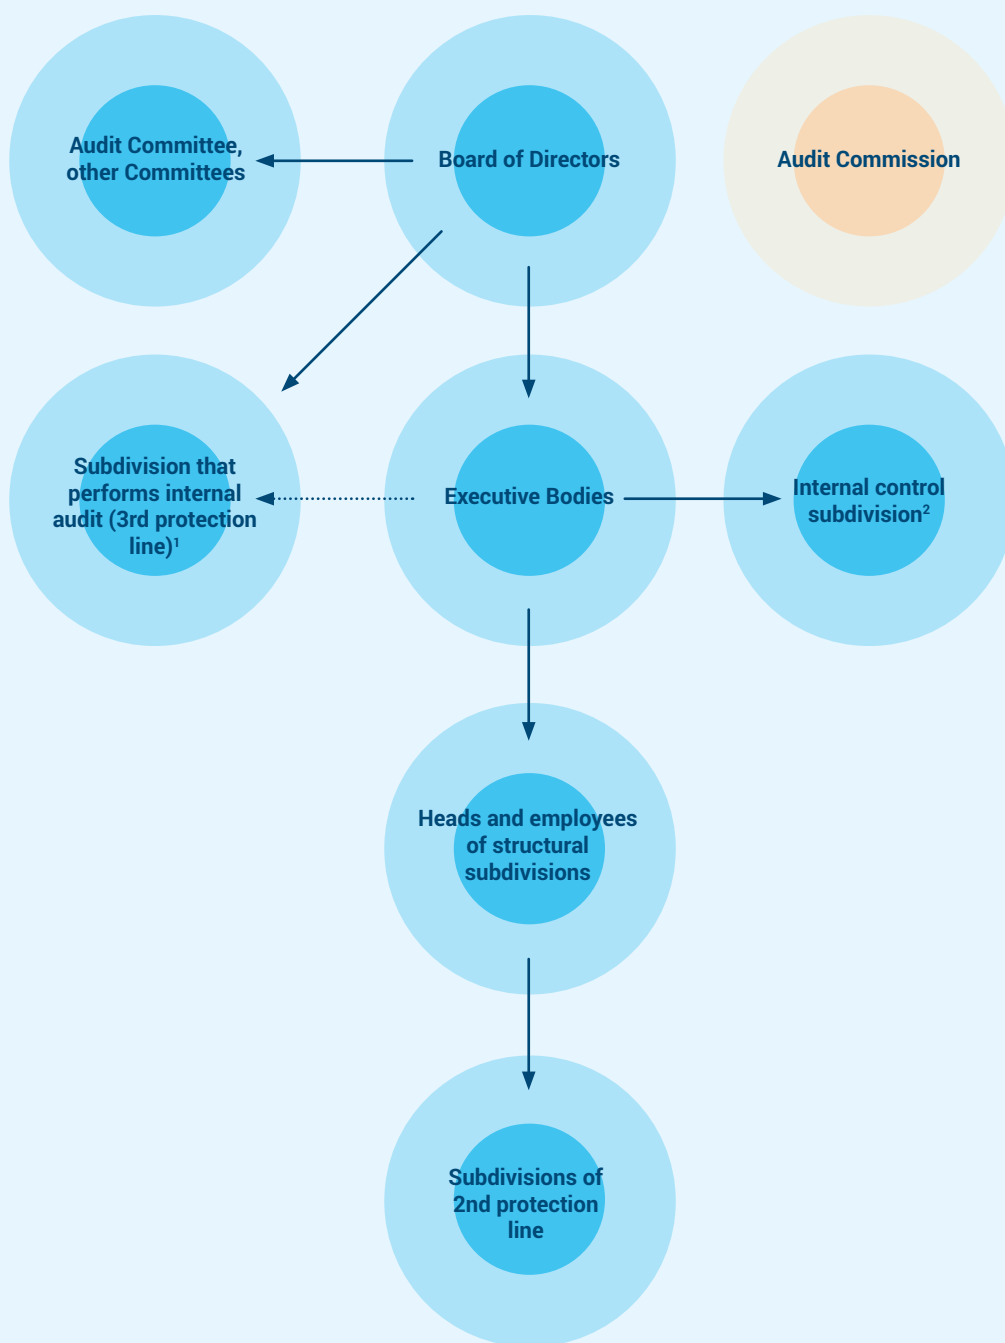 Audit Committee,
other Committees
Board of Directors
Audit Commission
Subdivision that
performs internal
audit (3rd protection
line)¹
Executive Bodies
Internal control
subdivision²
Heads and employees
of structural
subdivisions
Subdivisions of
2nd protection
line